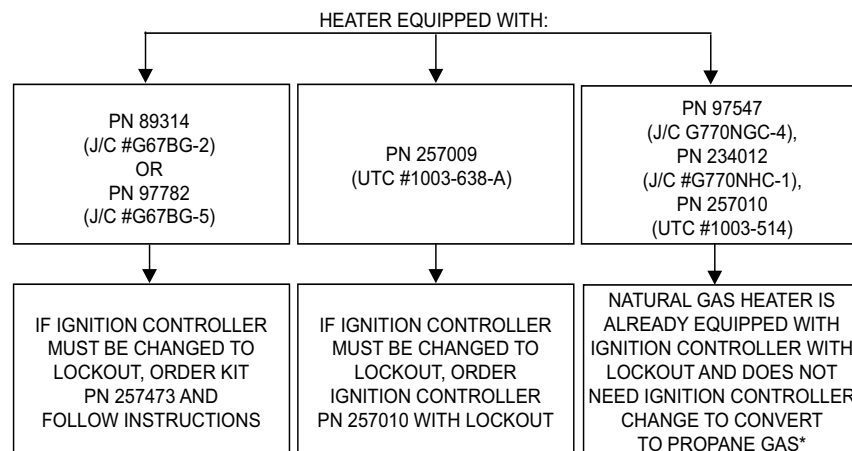 HEATER EQUIPPED WITH:
PN 89314
(J/C #G67BG-2)
OR
PN 97782
(J/C #G67BG-5)
PN 257009
(UTC #1003-638-A)
PN 97547
(J/C G770NGC-4),
PN 234012
(J/C #G770NHC-1),
PN 257010
(UTC #1003-514)
IF IGNITION CONTROLLER
MUST BE CHANGED TO
LOCKOUT, ORDER KIT
PN 257473 AND
FOLLOW INSTRUCTIONS
IF IGNITION CONTROLLER
MUST BE CHANGED TO
LOCKOUT, ORDER
IGNITION CONTROLLER
PN 257010 WITH LOCKOUT
NATURAL GAS HEATER IS
ALREADY EQUIPPED WITH
IGNITION CONTROLLER WITH
LOCKOUT AND DOES NOT
NEED IGNITION CONTROLLER
CHANGE TO CONVERT
TO PROPANE GAS*